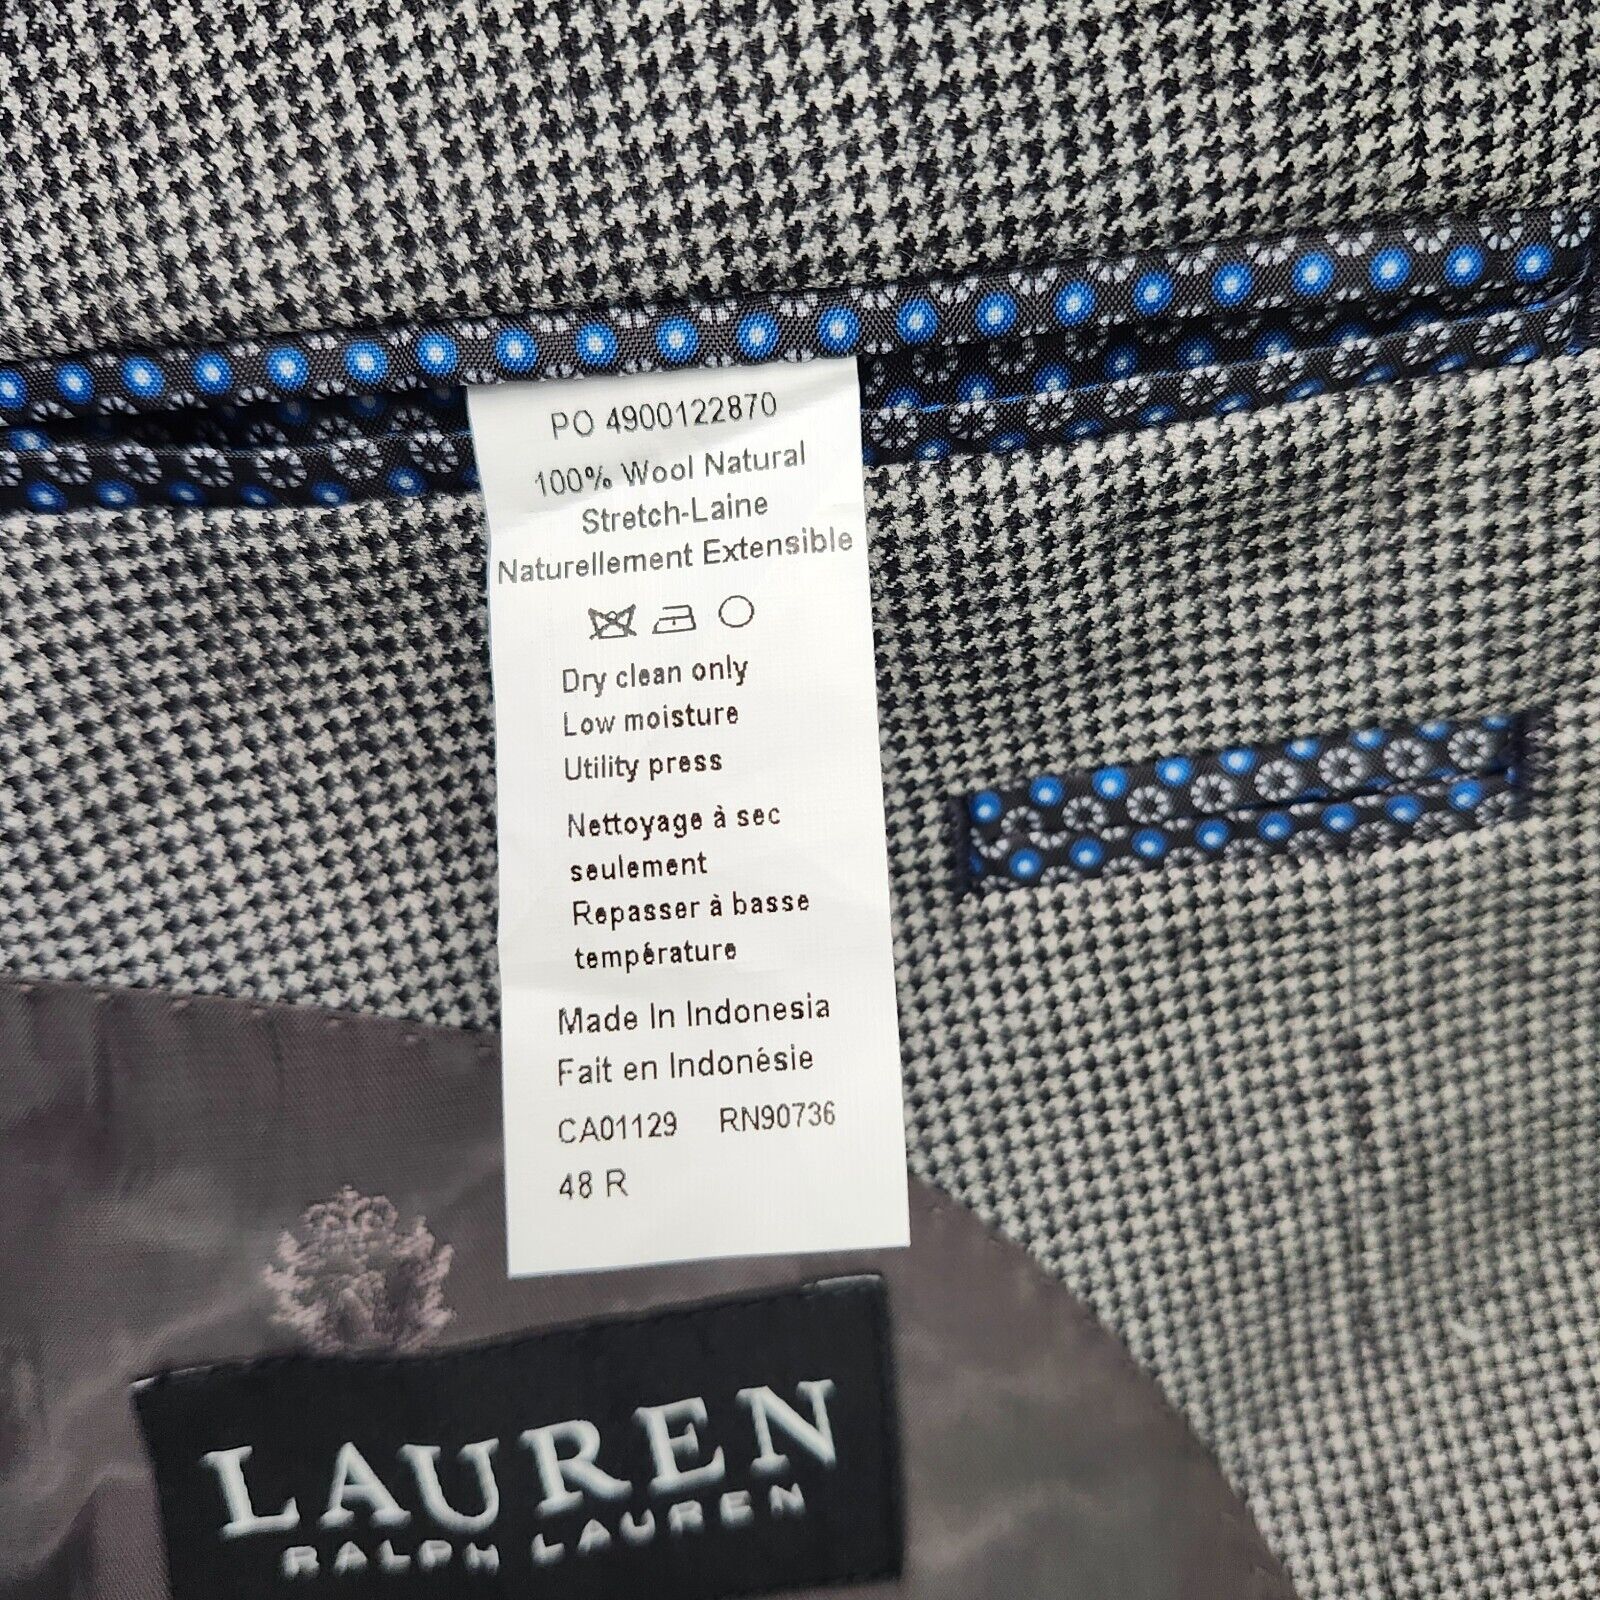 PO 4900122870
100% Wool Natural
Stretch-Laine
Naturellement Extensible
Dry clean only
Low moisture
Utility press
Nettoyage à sec
seulement
Repasser à basse
température
Made In Indonesia
Fait en Indonésie
CA01129 RN90736
48 R
LAUREN
RALPH LAUREN